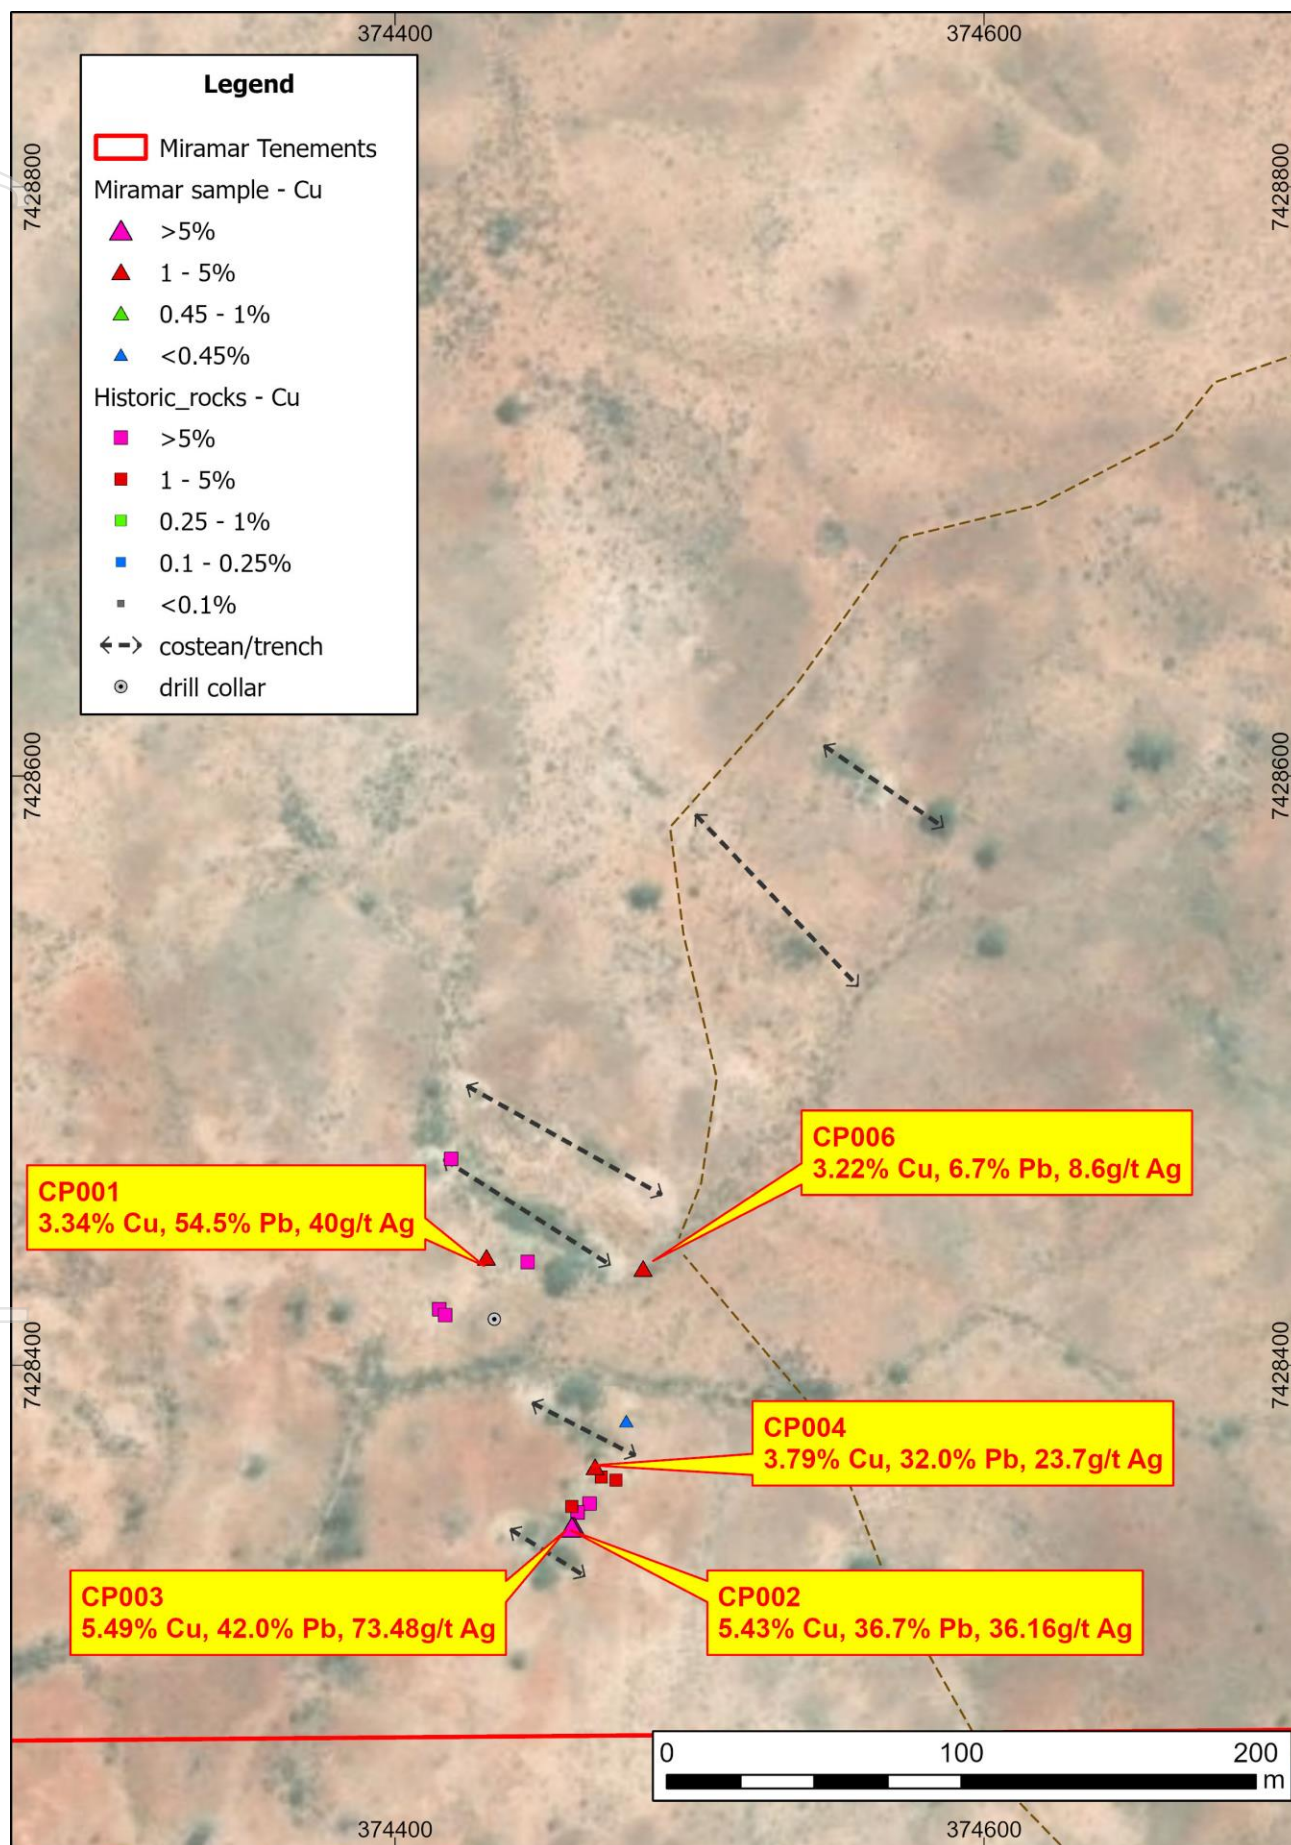 374400
374600
Legend
Miramar Tenements
Miramar sample - Cu
>5%
1 - 5%
0.45 - 1%
<0.45%
Historic_rocks - Cu
>5%
1 - 5%
0.25 - 1%
0.1 - 0.25%
<0.1%
costean/trench
drill collar
7428800
7428800
7428600
7428600
CP006
3.22% Cu, 6.7% Pb, 8.6g/t Ag
CP001
3.34% Cu, 54.5% Pb, 40g/t Ag
7428400
7428400
CP004
3.79% Cu, 32.0% Pb, 23.7g/t Ag
CP003
5.49% Cu, 42.0% Pb, 73.48g/t Ag
CP002
5.43% Cu, 36.7% Pb, 36.16g/t Ag
0 100 200
m
374400
374600